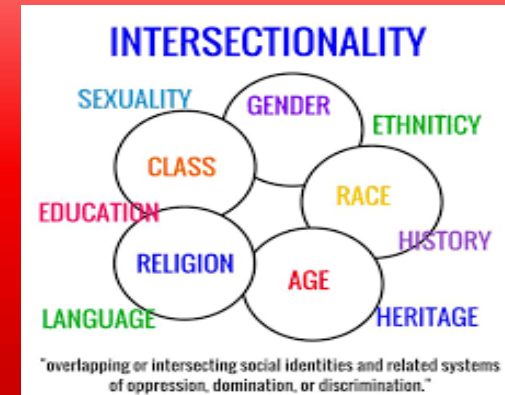 INTERSECTIONALITY
SEXUALITY
GENDER
ETHNITICY
CLASS
RACE
EDUCATION
HISTORY
RELIGION
AGE
LANGUAGE
HERITAGE
"overlapping or intersecting social identities and related systems
of oppression, domination, or discrimination."